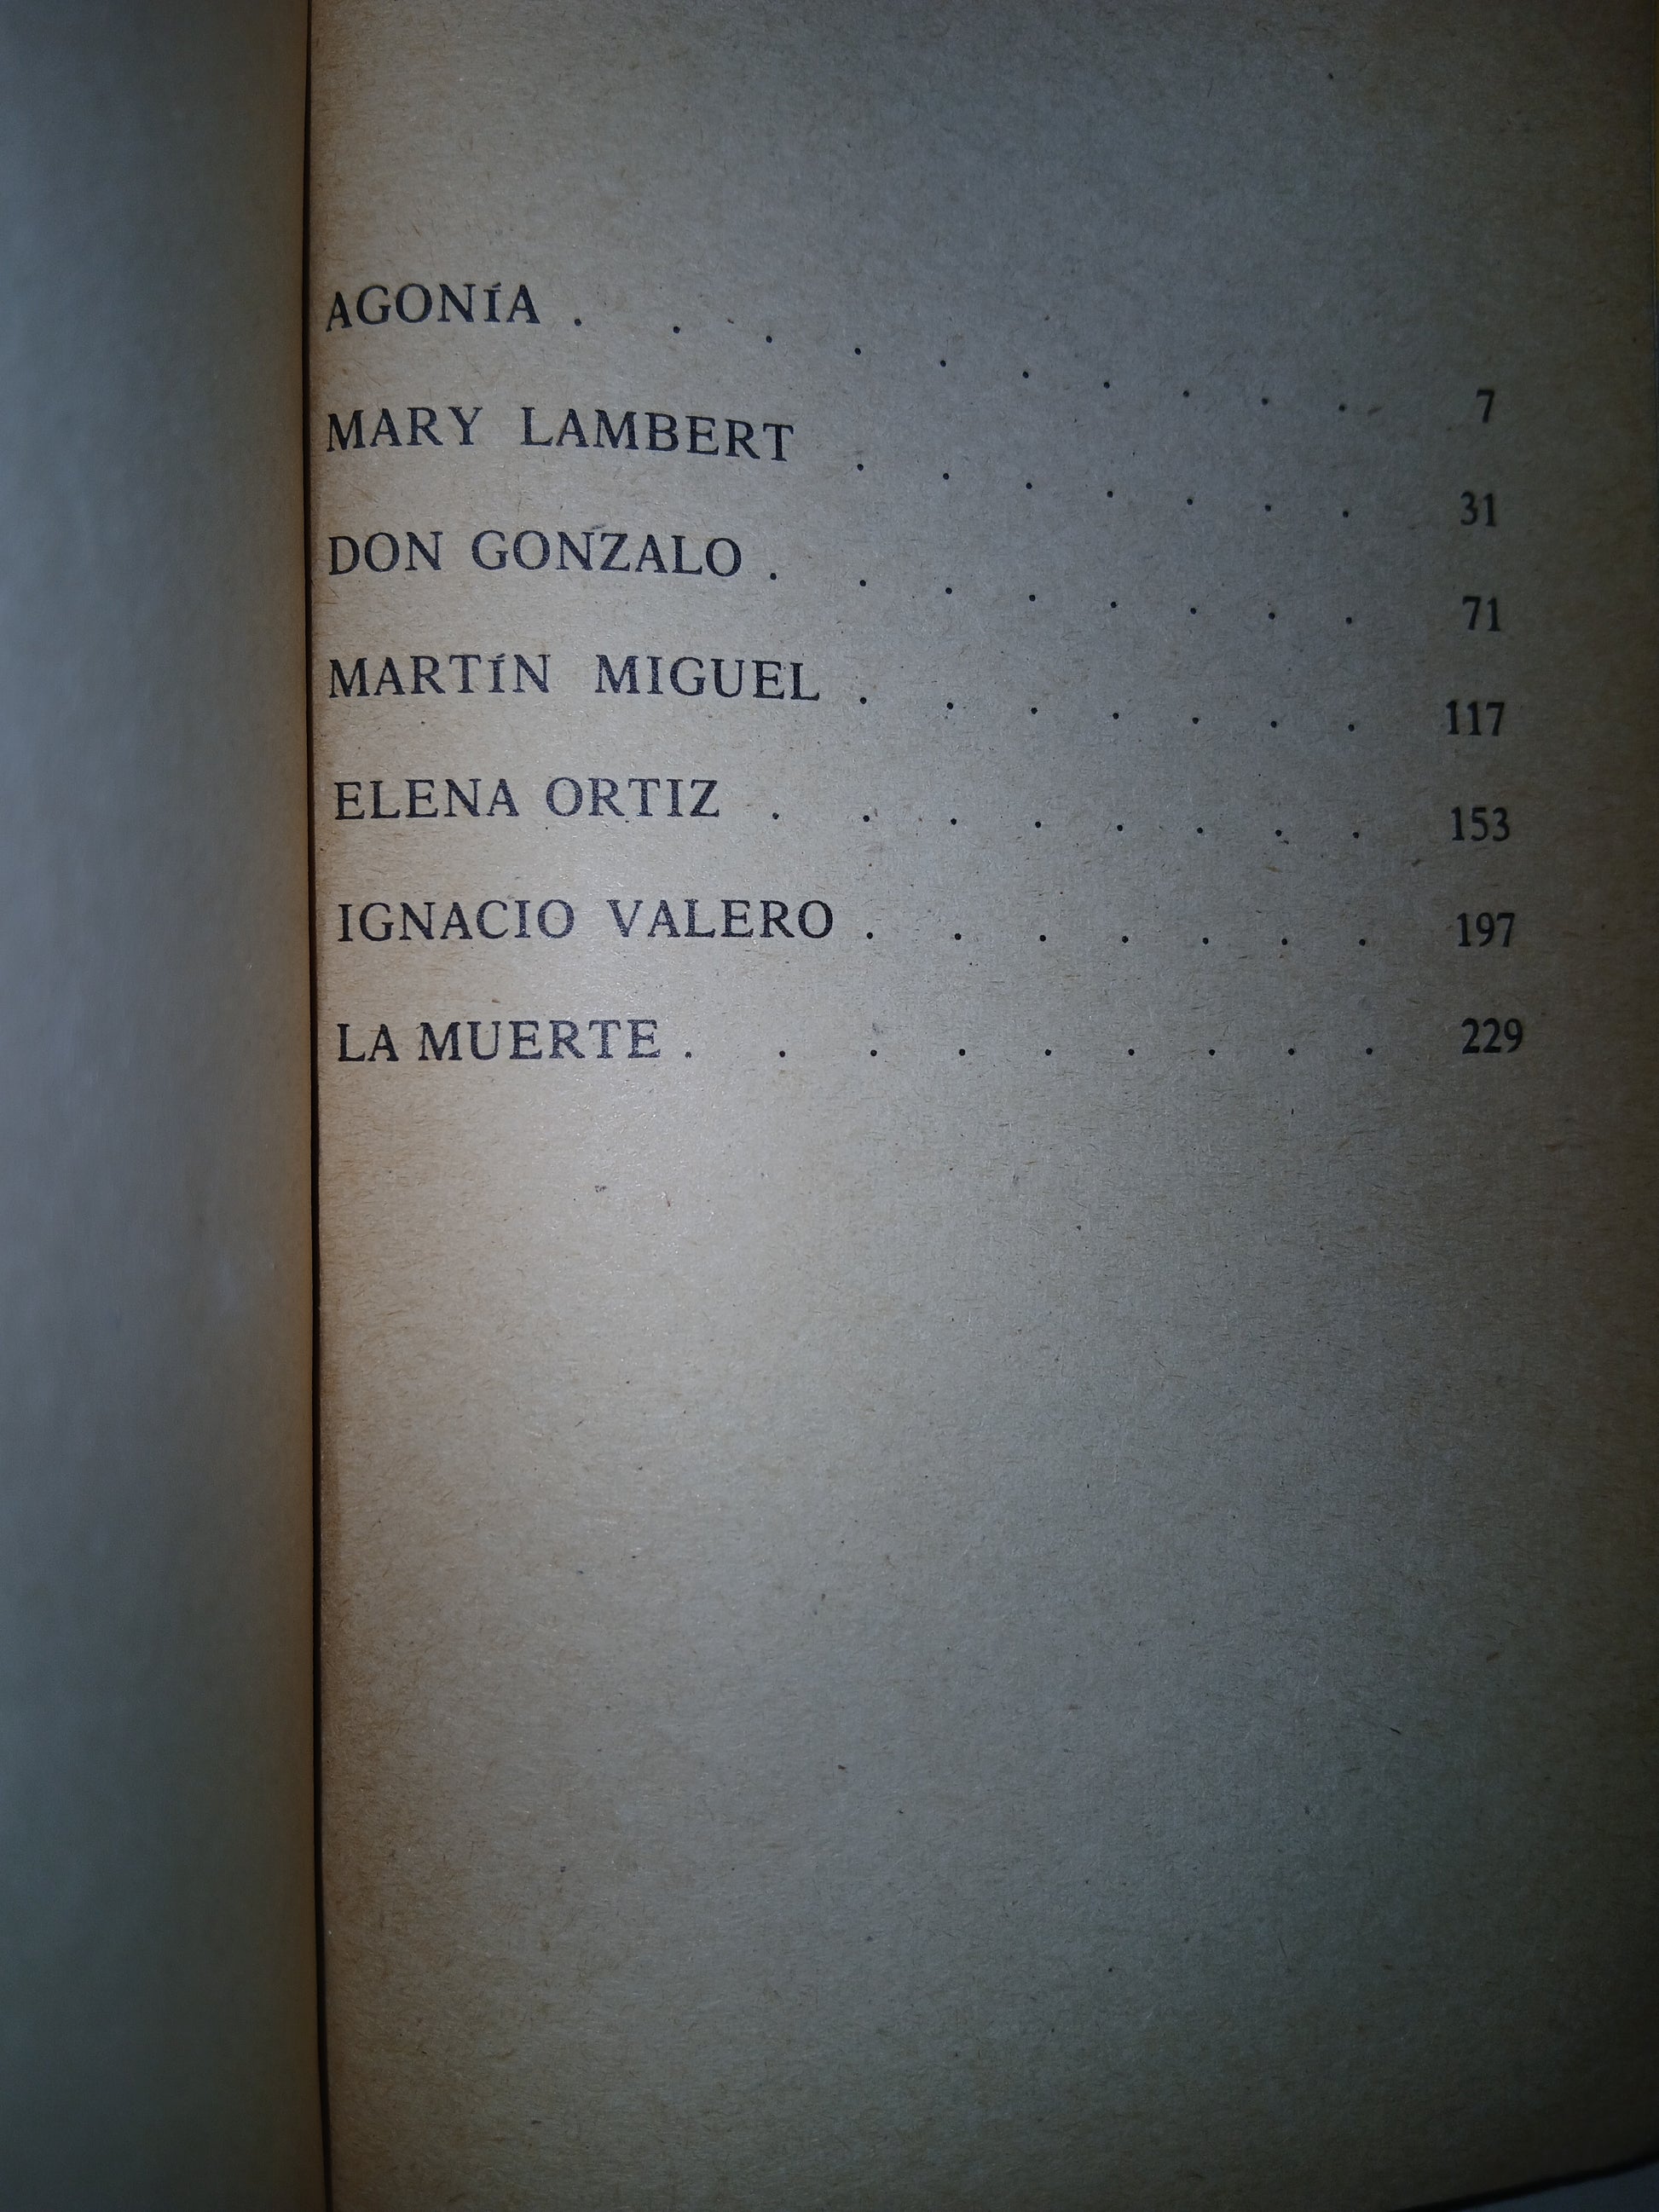 AGONÍA . . . . . . . . . . 7
MARY LAMBERT . . . . . . . 31
DON GONZALO . . . . . . . . 71
MARTÍN MIGUEL . . . . . . . 117
ELENA ORTIZ . . . . . . . . 153
IGNACIO VALERO . . . . . . . 197
LA MUERTE . . . . . . . . . 229